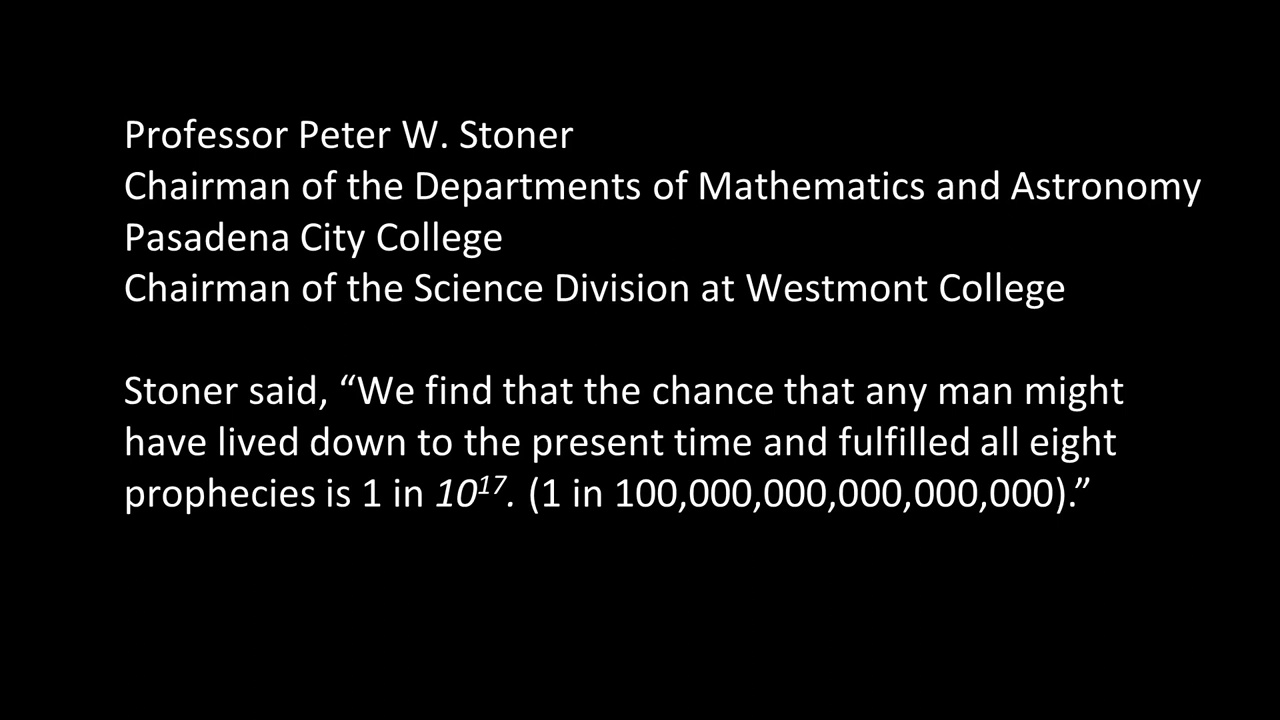 Professor Peter W. Stoner
Chairman of the Departments of Mathematics and Astronomy
Pasadena City College
Chairman of the Science Division at Westmont College
Stoner said, “We find that the chance that any man might
have lived down to the present time and fulfilled all eight
prophecies is 1 in 10¹⁷. (1 in 100,000,000,000,000,000).”